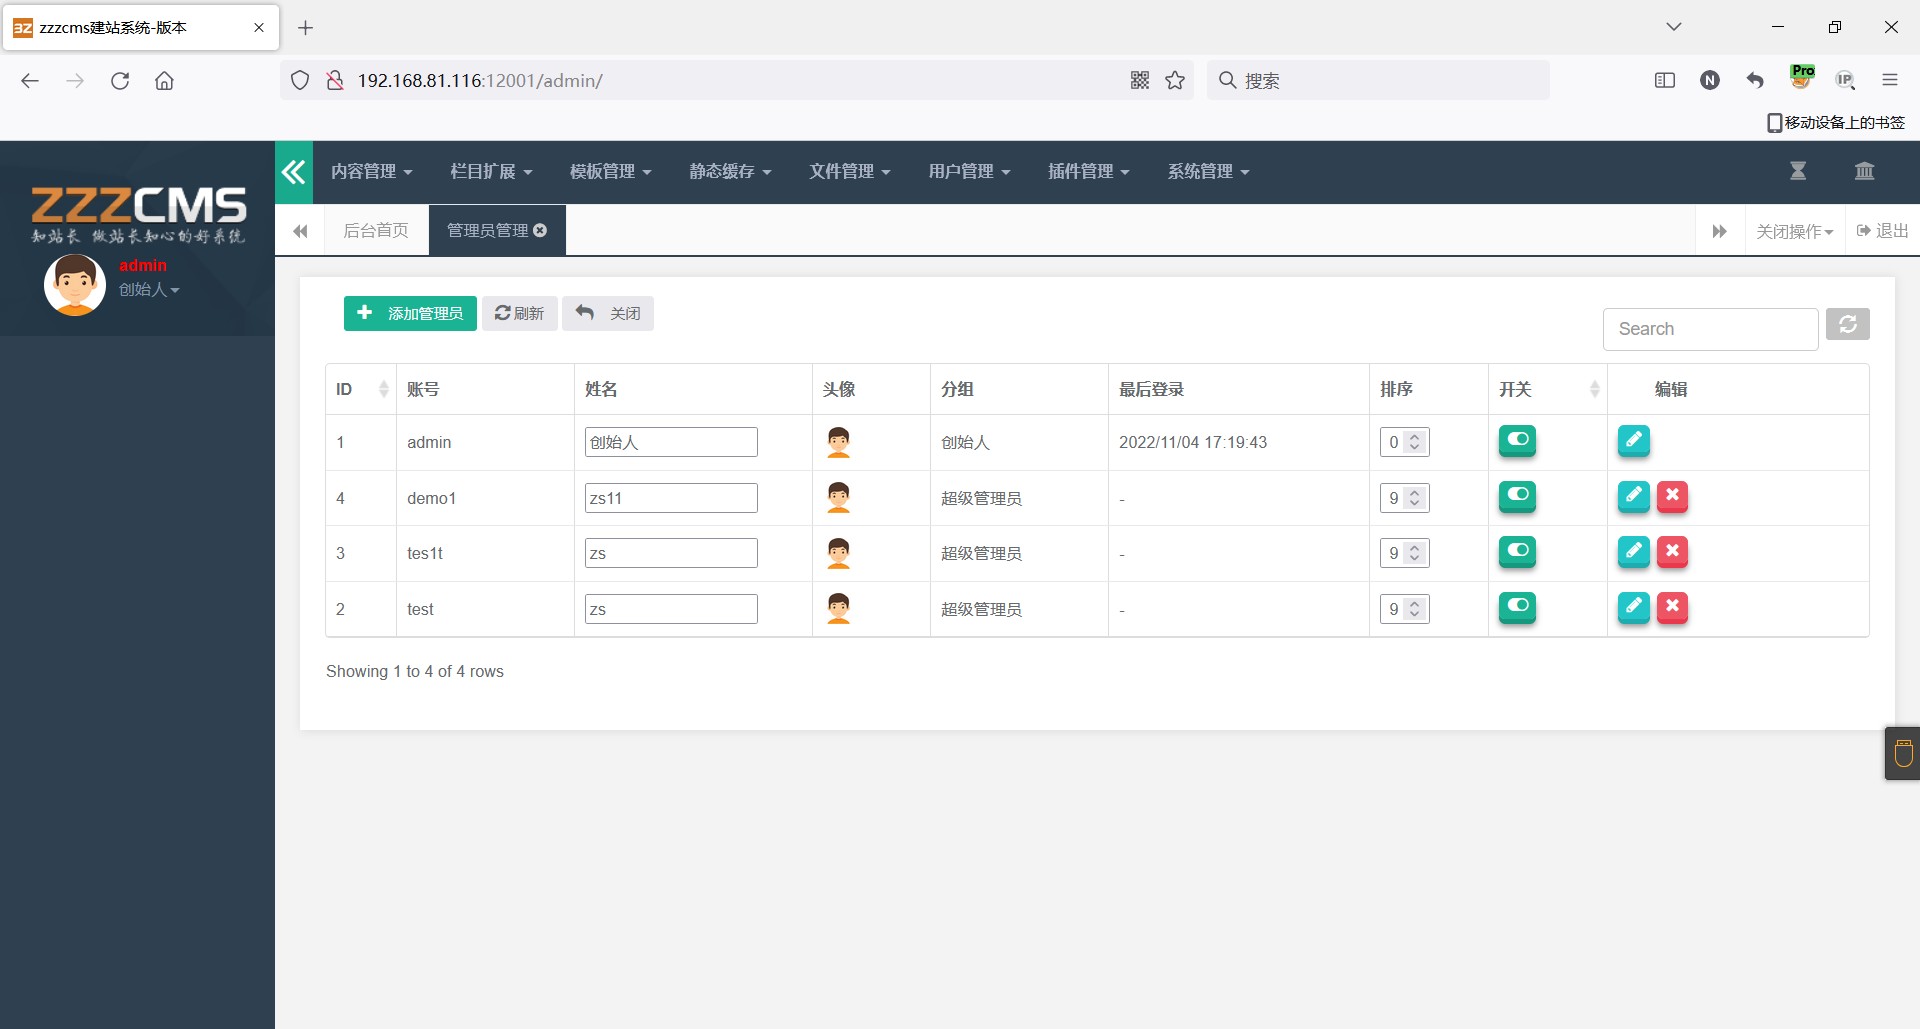 zzzcms建站系统-版本
192.168.81.116:12001/admin/
搜索
Pro
IP
移动设备上的书签
ZZZCMS
知站长 做站长知心的好系统
admin
创始人
内容管理 栏目扩展 模板管理 静态缓存 文件管理 用户管理 插件管理 系统管理
后台首页 管理员管理 关闭操作 退出
添加管理员 刷新 关闭
Search
ID 账号 姓名 头像 分组 最后登录 排序 开关 编辑
1 admin 创始人 创始人 2022/11/04 17:19:43 0
4 demo1 zs11 超级管理员 - 9
3 tes1t zs 超级管理员 - 9
2 test zs 超级管理员 - 9
Showing 1 to 4 of 4 rows